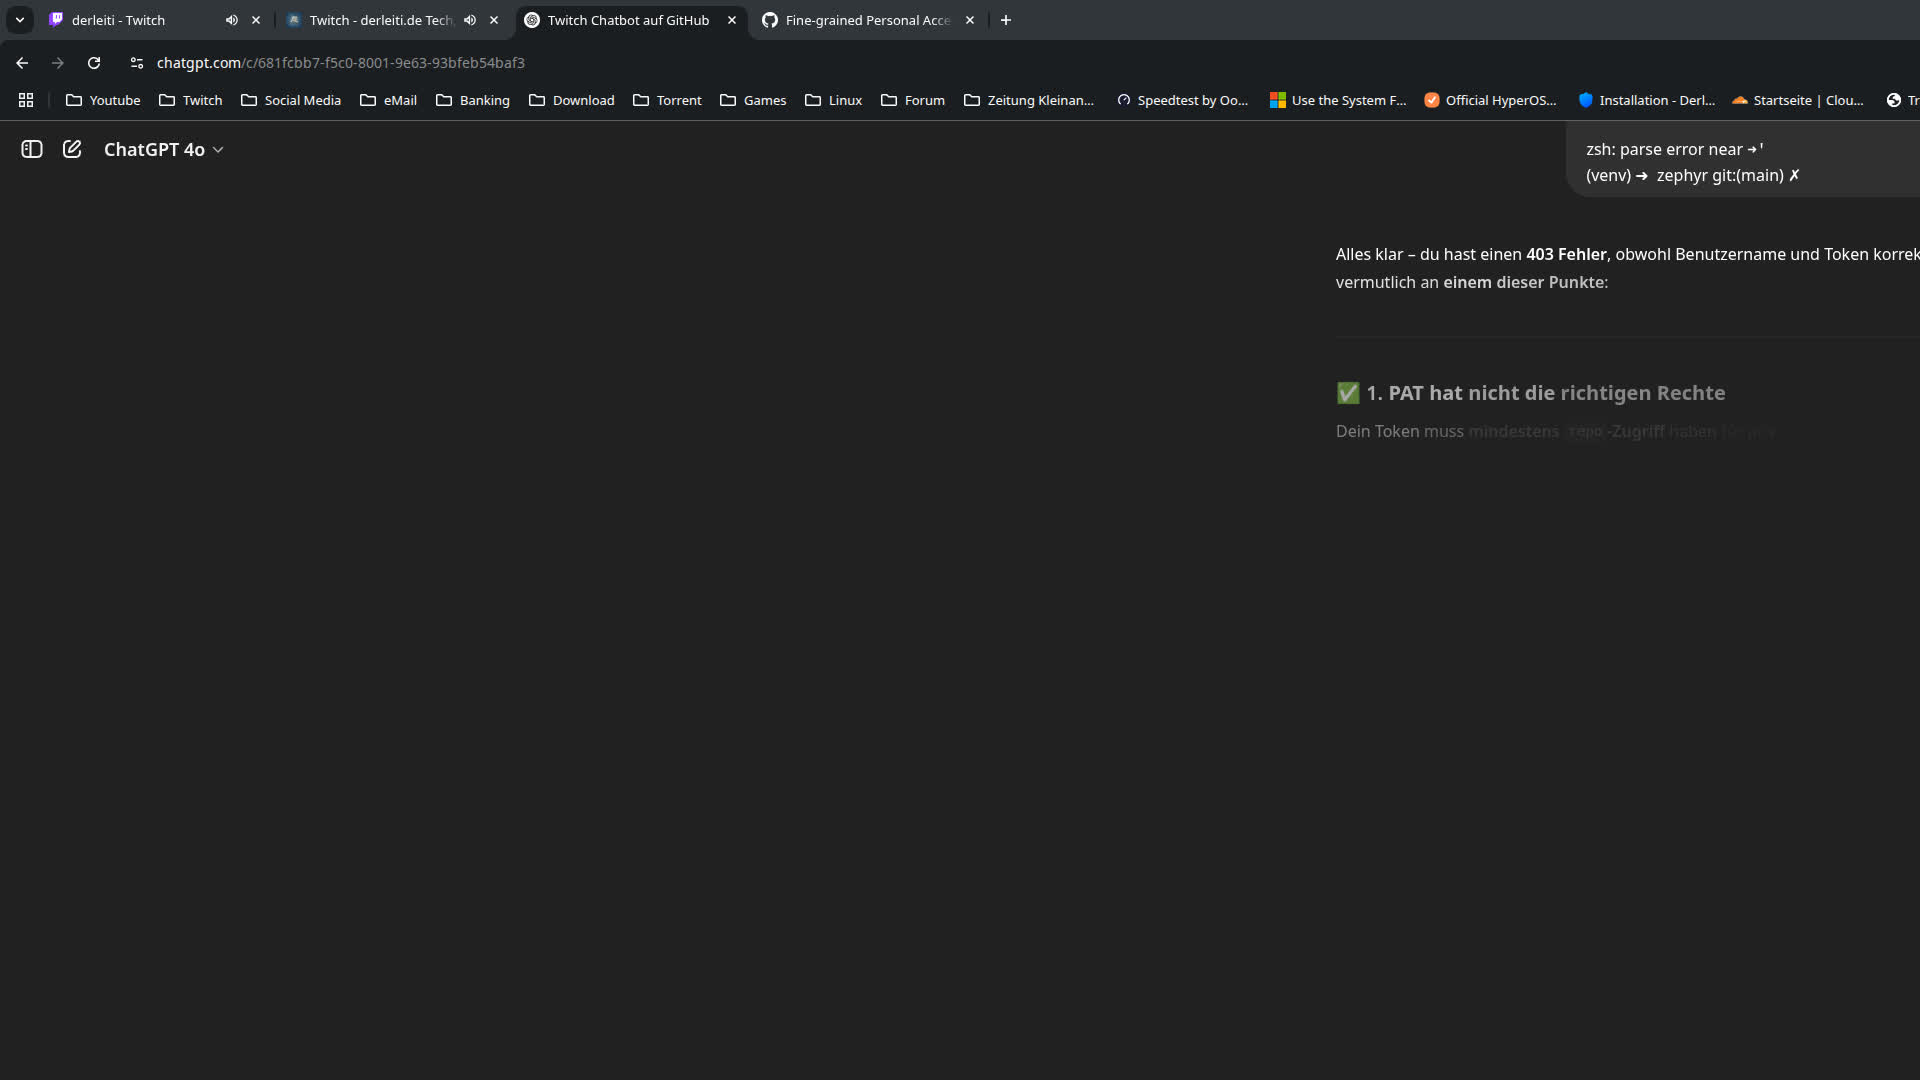 derleiti - Twitch
Twitch - derleiti.de Tech
Twitch Chatbot auf GitHub
Fine-grained Personal Acce
chatgpt.com/c/681fcbb7-f5c0-8001-9e63-93bfeb54baf3
Youtube
Twitch
Social Media
eMail
Banking
Download
Torrent
Games
Linux
Forum
Zeitung Kleinan...
Speedtest by Oo...
Use the System F...
Official HyperOS...
Installation - Derl...
Startseite | Clou...
Tr
ChatGPT 4o
zsh: parse error near ➜'
(venv) ➜ zephyr git:(main) ✗
Alles klar – du hast einen 403 Fehler, obwohl Benutzername und Token korrek
vermutlich an einem dieser Punkte:
✅ 1. PAT hat nicht die richtigen Rechte
Dein Token muss mindestens repo-Zugriff haben